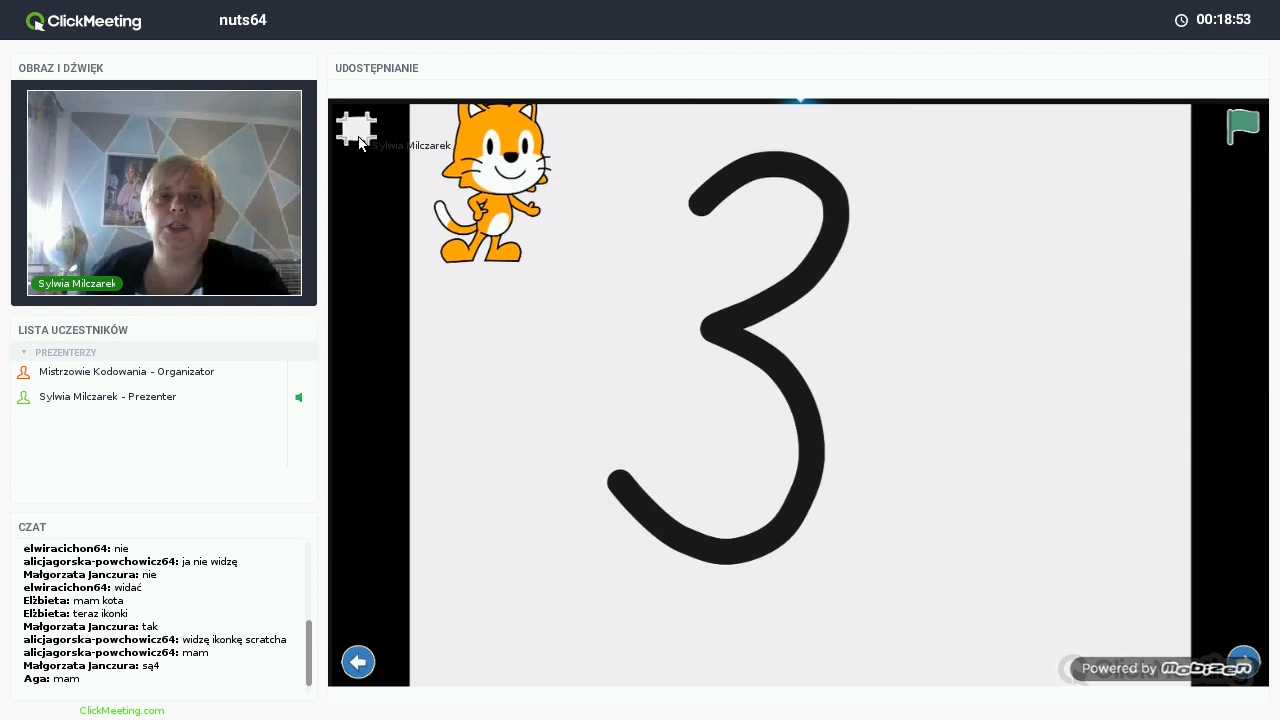 ClickMeeting
nuts64
00:18:53
OBRAZ I DŹWIĘK
UDOSTĘPNIANIE
Sylwia Milczarek
3
Sylwia Milczarek
LISTA UCZESTNIKÓW
PREZENTERZY
Mistrzowie Kodowania - Organizator
Sylwia Milczarek - Prezenter
CZAT
elwiracichon64: nie
alicjagorska-powchowicz64: ja nie widzę
Małgorzata Janczura: nie
elwiracichon64: widać
Elżbieta: mam kota
Elżbieta: teraz ikonki
Małgorzata Janczura: tak
alicjagorska-powchowicz64: widzę ikonkę scratcha
alicjagorska-powchowicz64: mam
Małgorzata Janczura: są4
Aga: mam
Powered by Mobizen
ClickMeeting
ClickMeeting.com